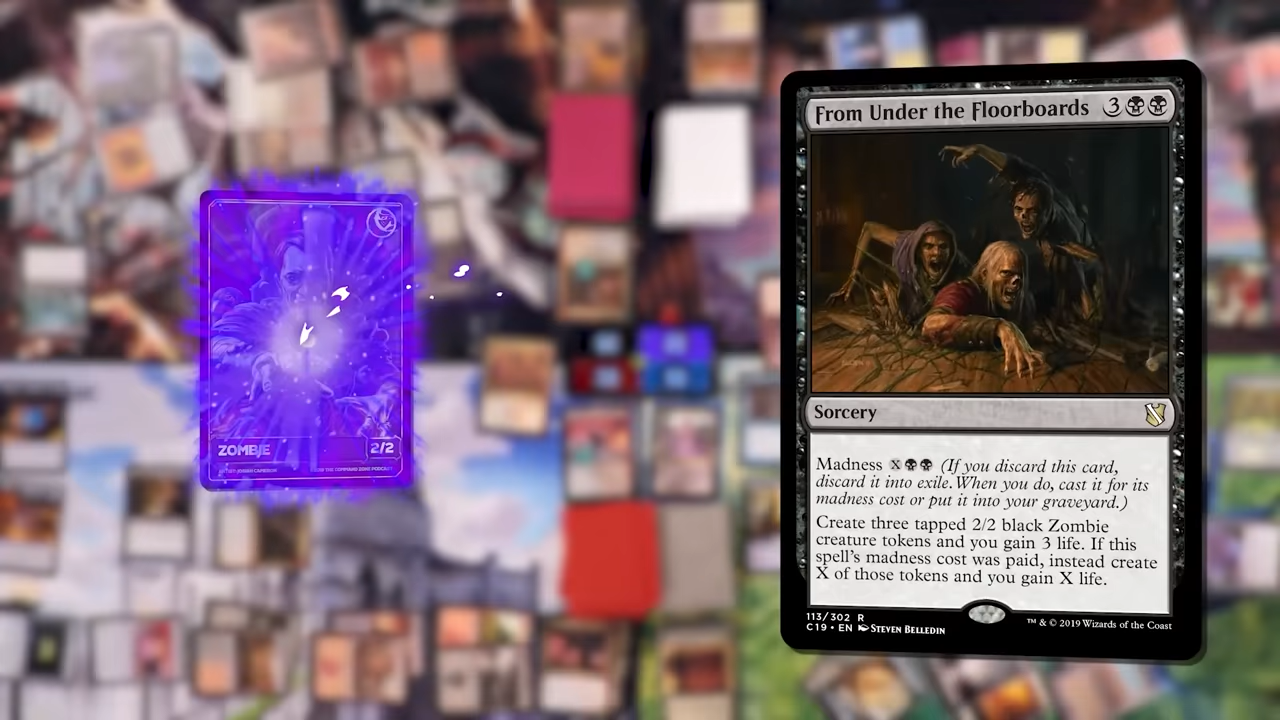 ZOMBIE
2/2
From Under the Floorboards 3
Sorcery
Madness X (If you discard this card,
discard it into exile. When you do, cast it for its
madness cost or put it into your graveyard.)
Create three tapped 2/2 black Zombie
creature tokens and you gain 3 life. If this
spell's madness cost was paid, instead create
X of those tokens and you gain X life.
113/302 R
C19 • EN Steven Belledin
™ & © 2019 Wizards of the Coast